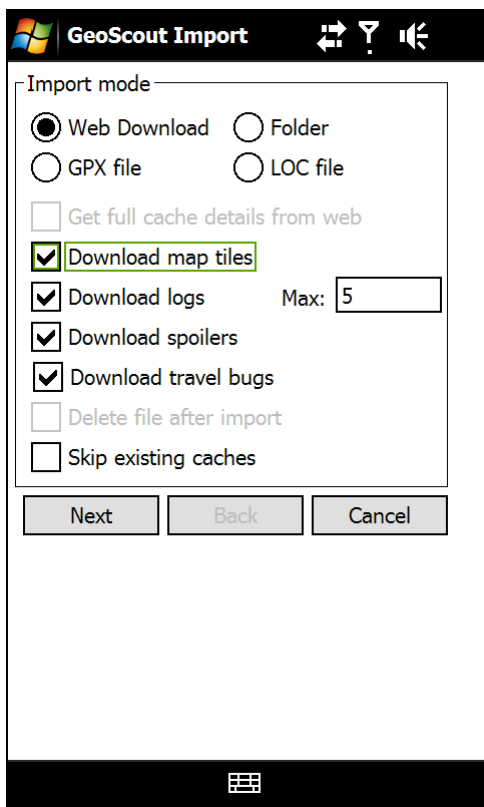 GeoScout Import
Import mode
Web Download Folder
GPX file LOC file
Get full cache details from web
Download map tiles
Download logs Max: 5
Download spoilers
Download travel bugs
Delete file after import
Skip existing caches
Next Back Cancel